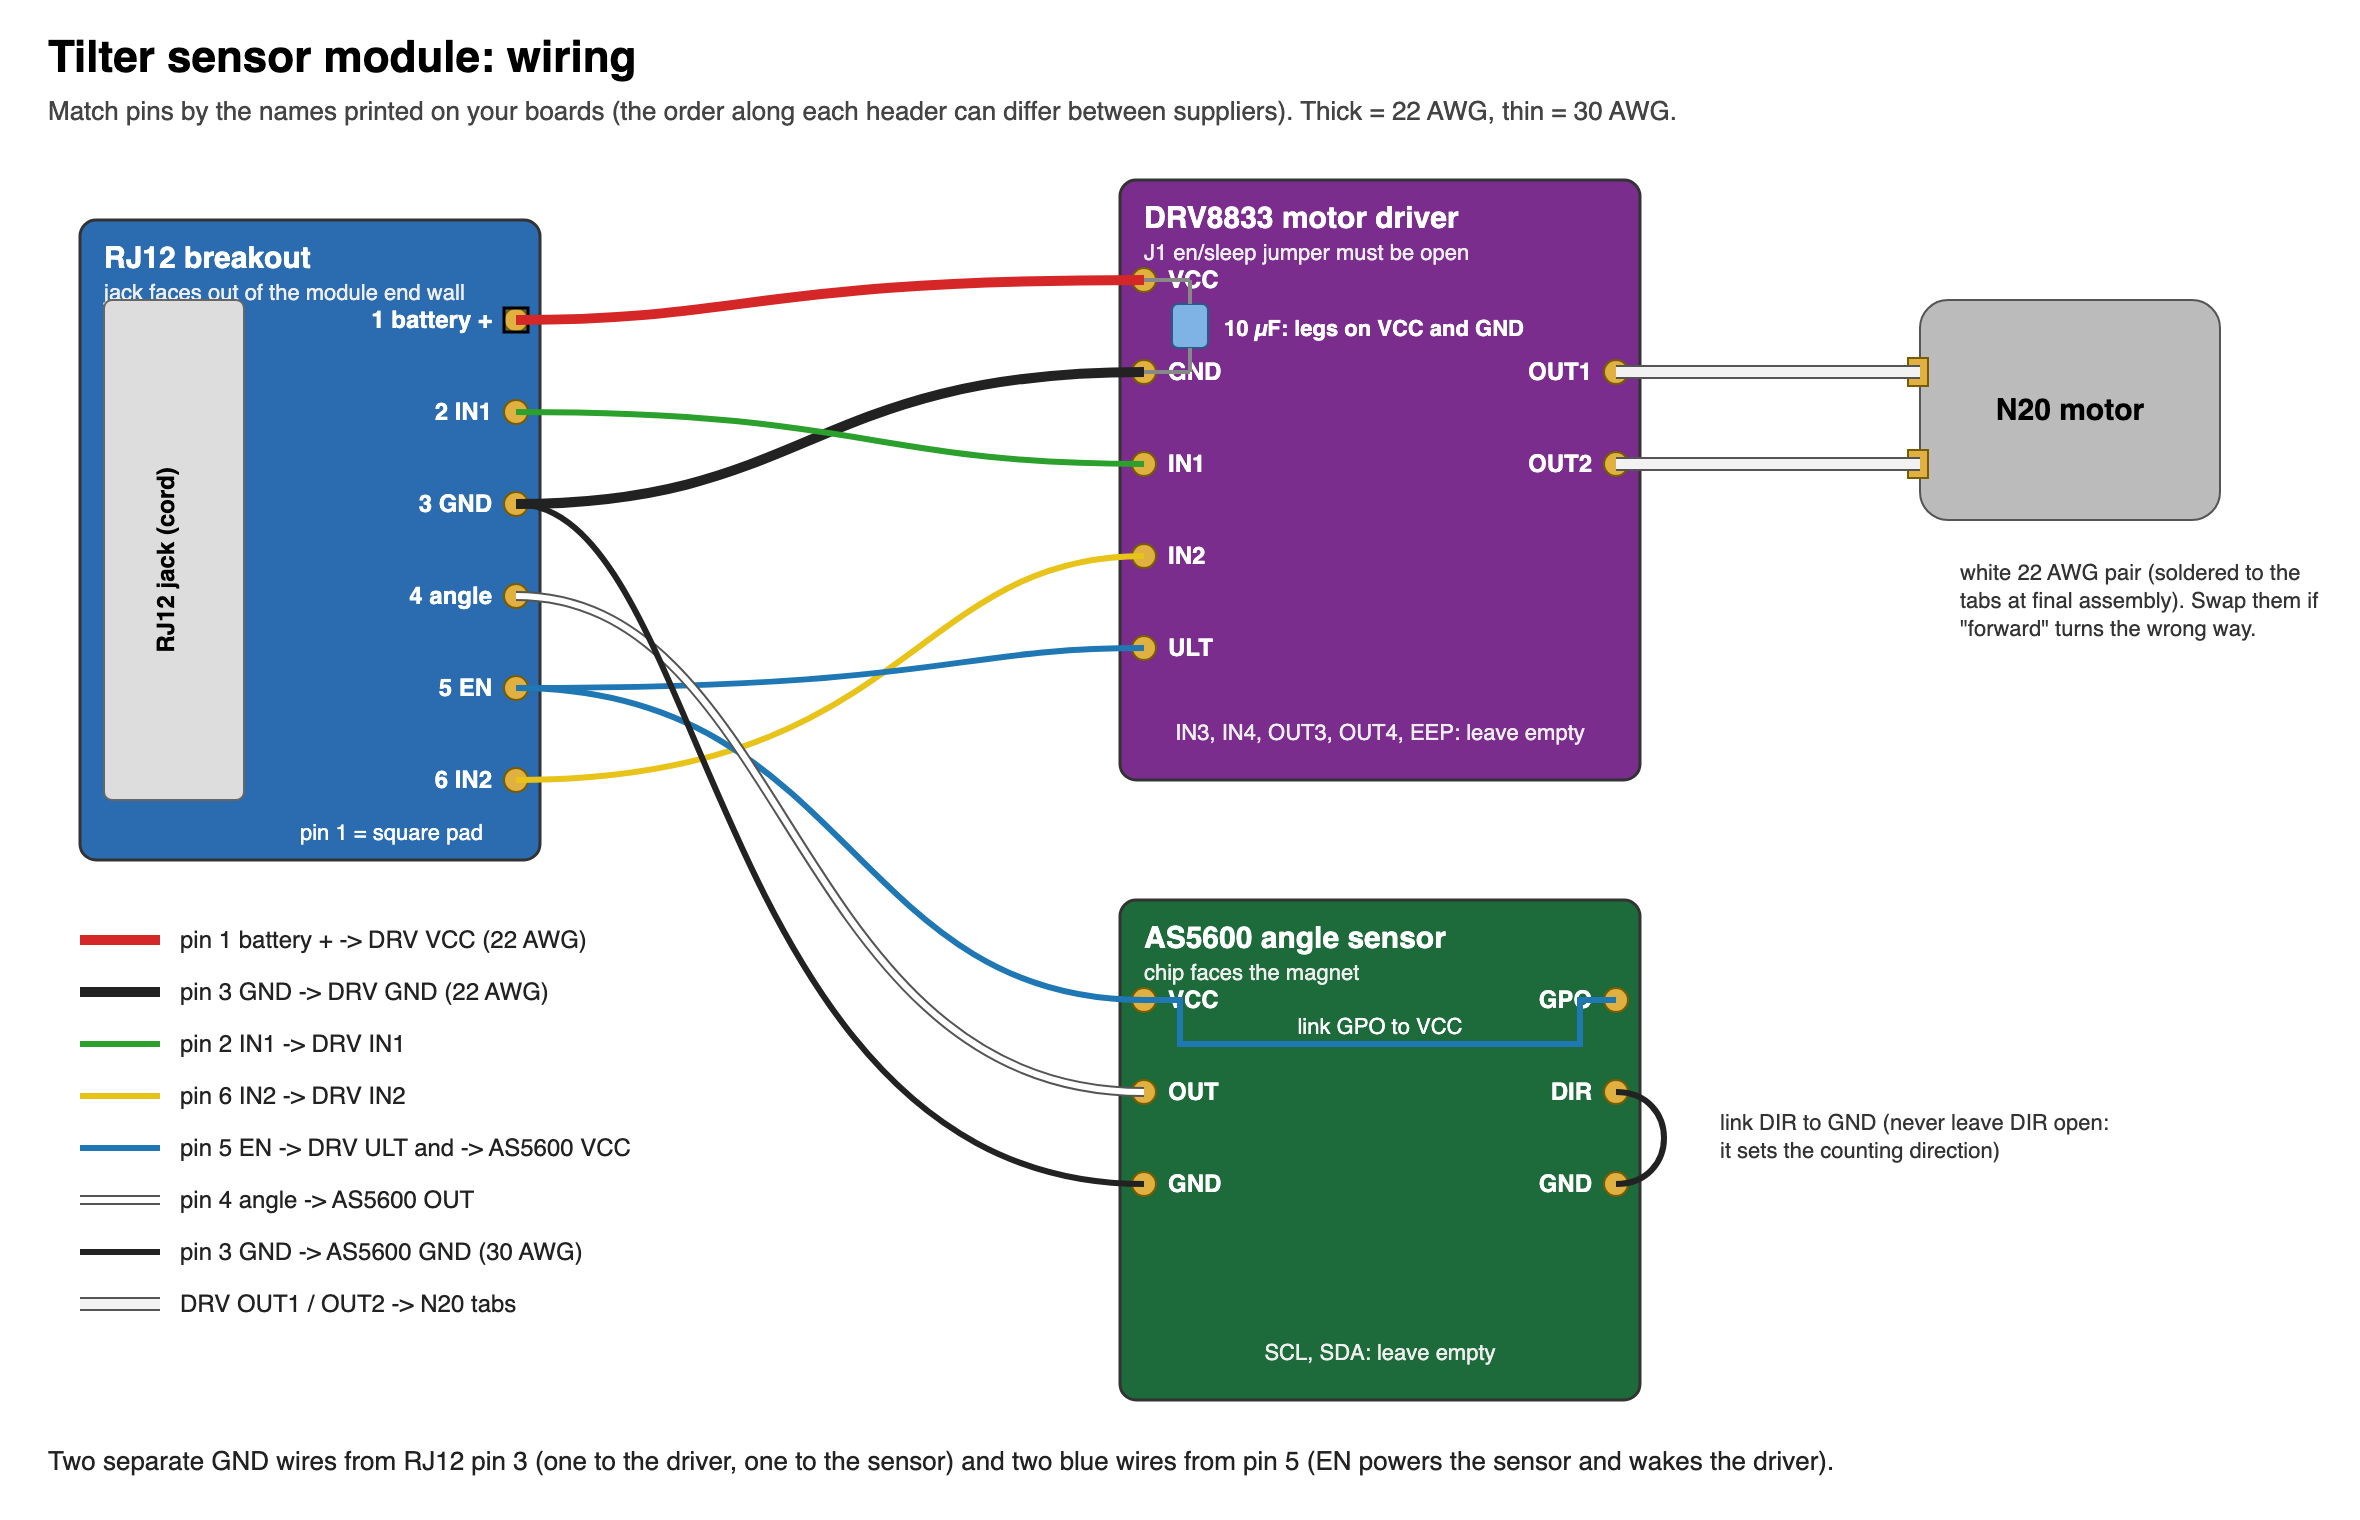 Tilter sensor module: wiring
Match pins by the names printed on your boards (the order along each header can differ between suppliers). Thick = 22 AWG, thin = 30 AWG.
RJ12 breakout
jack faces out of the module end wall
RJ12 jack (cord)
1 battery +
2 IN1
3 GND
4 angle
5 EN
6 IN2
pin 1 = square pad
DRV8833 motor driver
J1 en/sleep jumper must be open
VCC
10 µF: legs on VCC and GND
GND
IN1
IN2
ULT
OUT1
OUT2
IN3, IN4, OUT3, OUT4, EEP: leave empty
N20 motor
white 22 AWG pair (soldered to the
tabs at final assembly). Swap them if
"forward" turns the wrong way.
AS5600 angle sensor
chip faces the magnet
VCC
GPO
link GPO to VCC
OUT
DIR
GND
GND
SCL, SDA: leave empty
link DIR to GND (never leave DIR open:
it sets the counting direction)
pin 1 battery + -> DRV VCC (22 AWG)
pin 3 GND -> DRV GND (22 AWG)
pin 2 IN1 -> DRV IN1
pin 6 IN2 -> DRV IN2
pin 5 EN -> DRV ULT and -> AS5600 VCC
pin 4 angle -> AS5600 OUT
pin 3 GND -> AS5600 GND (30 AWG)
DRV OUT1 / OUT2 -> N20 tabs
Two separate GND wires from RJ12 pin 3 (one to the driver, one to the sensor) and two blue wires from pin 5 (EN powers the sensor and wakes the driver).